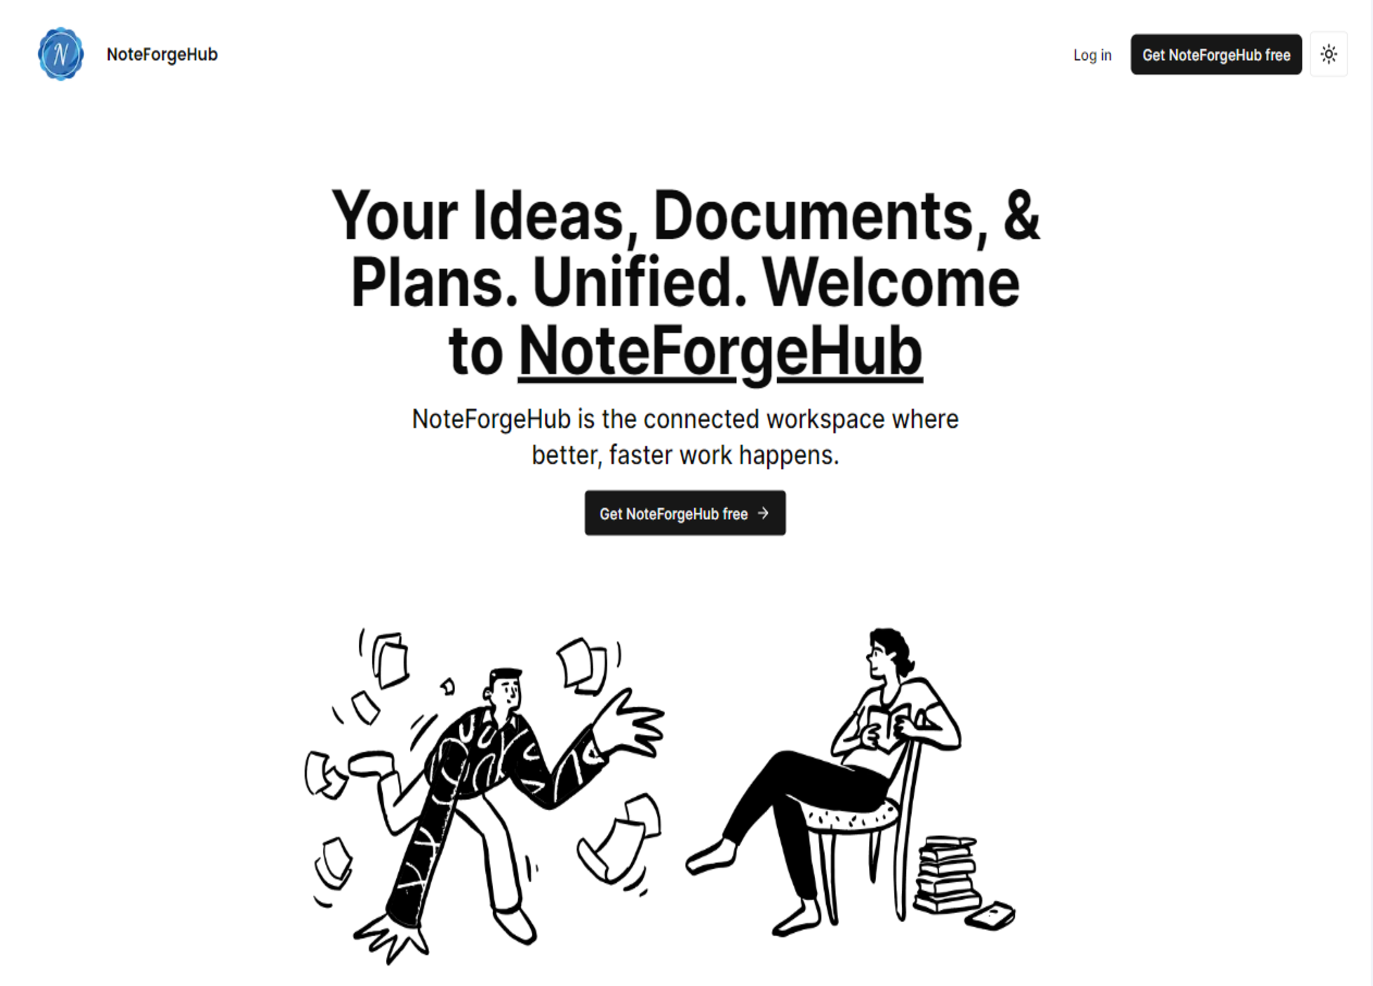 N
NoteForgeHub
Log in
Get NoteForgeHub free
Your Ideas, Documents, &
Plans. Unified. Welcome
to NoteForgeHub
NoteForgeHub is the connected workspace where
better, faster work happens.
Get NoteForgeHub free →